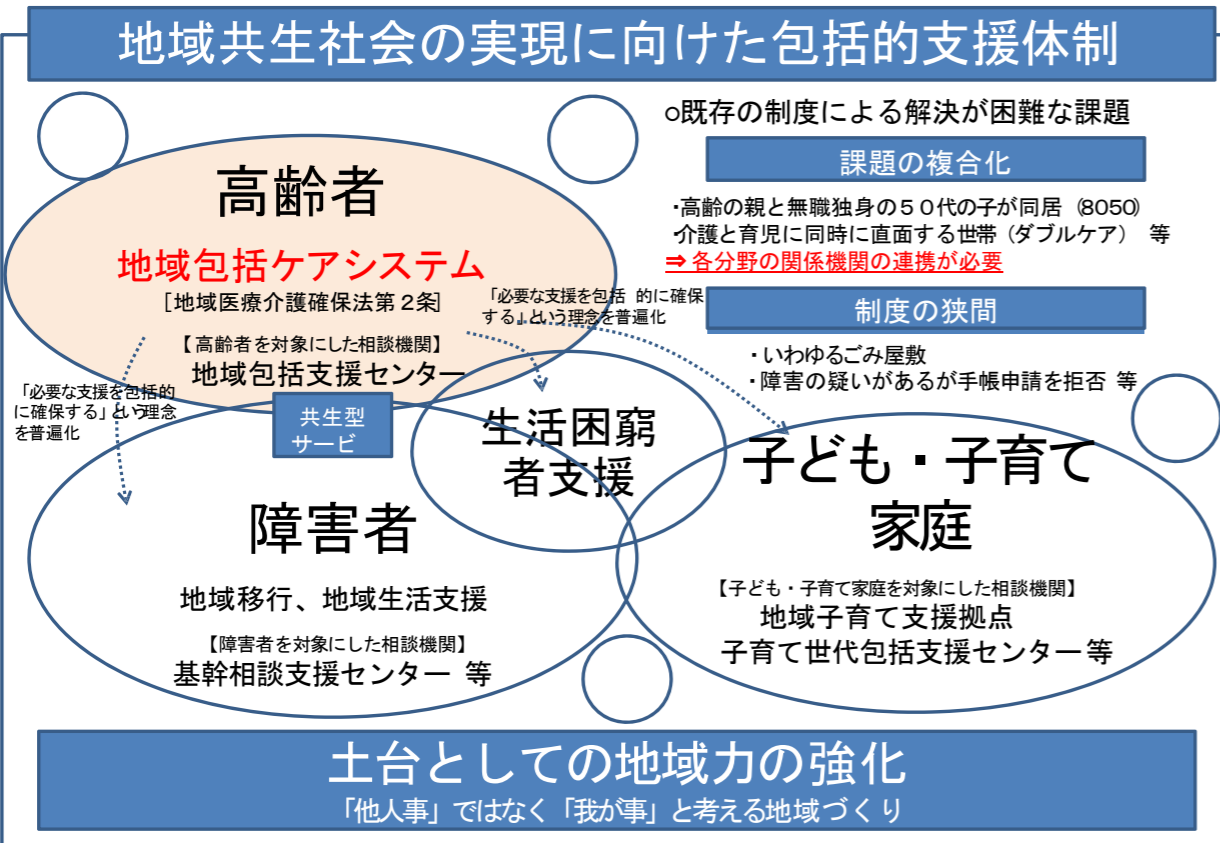 地域共生社会の実現に向けた包括的支援体制
○既存の制度による解決が困難な課題
課題の複合化
・高齢の親と無職独身の５０代の子が同居（8050）
・介護と育児に同時に直面する世帯（ダブルケア） 等
⇒ 各分野の関係機関の連携が必要
制度の狭間
・いわゆるごみ屋敷
・障害の疑いがあるが手帳申請を拒否 等
高齢者
地域包括ケアシステム
［地域医療介護確保法第２条］
【高齢者を対象にした相談機関】
地域包括支援センター
「必要な支援を包括 的に確保
する」という理念を普遍化
「必要な支援を包括的
に確保する」という理念
を普遍化
共生型
サービ
生活困窮
者支援
障害者
地域移行、地域生活支援
【障害者を対象にした相談機関】
基幹相談支援センター 等
子ども・子育て
家庭
【子ども・子育て家庭を対象にした相談機関】
地域子育て支援拠点
子育て世代包括支援センター 等
土台としての地域力の強化
「他人事」ではなく「我が事」と考える地域づくり